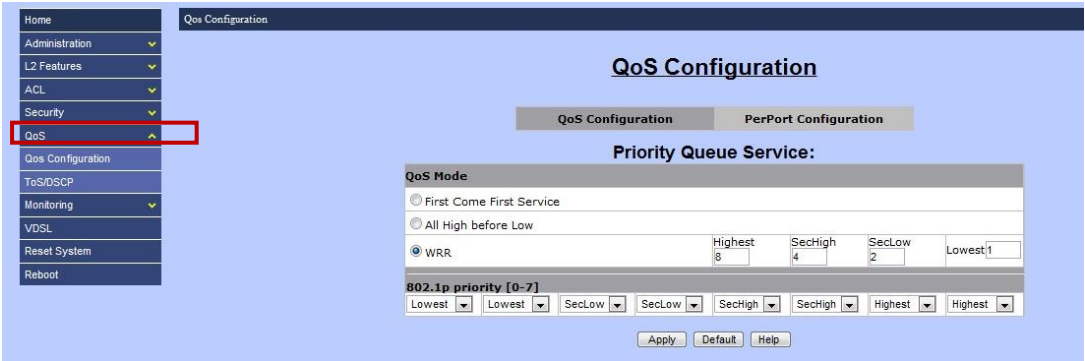 Home
Administration
L2 Features
ACL
Security
QoS
Qos Configuration
ToS/DSCP
Monitoring
VDSL
Reset System
Reboot
Qos Configuration
QoS Configuration
QoS Configuration PerPort Configuration
Priority Queue Service:
QoS Mode
First Come First Service
All High before Low
WRR Highest 8 SecHigh 4 SecLow 2 Lowest 1
802.1p priority [0-7]
Lowest Lowest SecLow SecLow SecHigh SecHigh Highest Highest
Apply Default Help